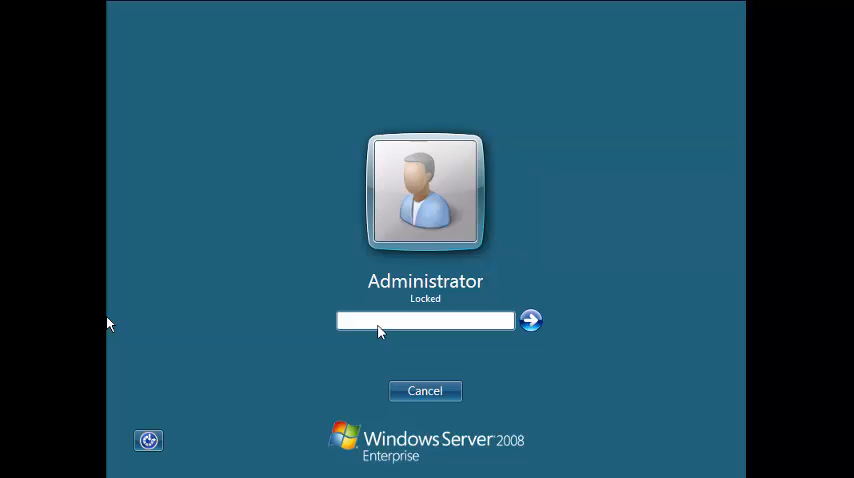 Administrator
Locked
Cancel
Windows Server 2008
Enterprise